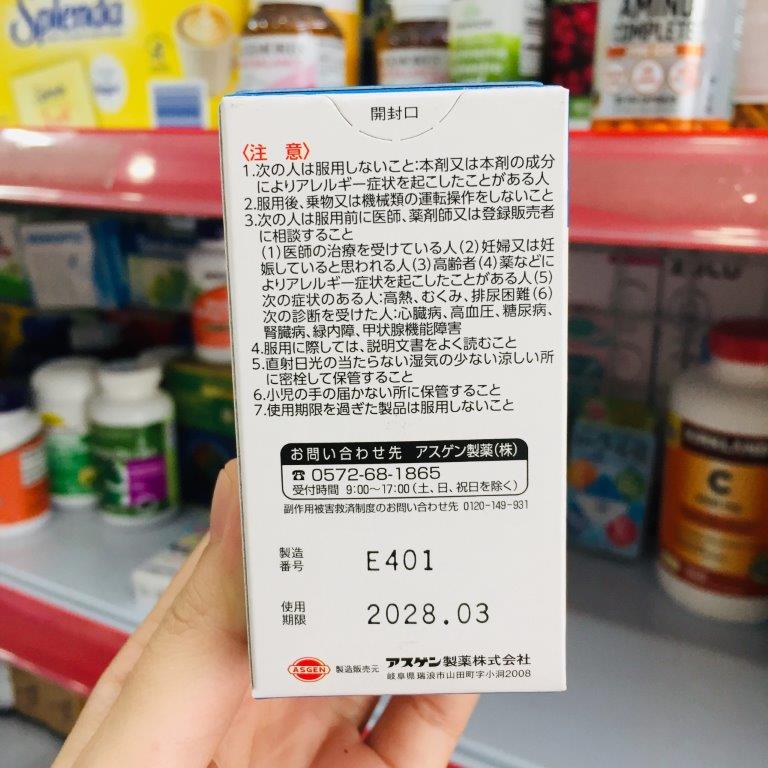 Splenda
AMINO
COMPLETE
開封口
〈注 意〉
1.次の人は服用しないこと:本剤又は本剤の成分
によりアレルギー症状を起こしたことがある人
2.服用後、乗物又は機械類の運転操作をしないこと
3.次の人は服用前に医師、薬剤師又は登録販売者
に相談すること
(1)医師の治療を受けている人(2)妊婦又は妊
娠していると思われる人(3)高齢者(4)薬などに
よりアレルギー症状を起こしたことがある人(5)
次の症状のある人:高熱、むくみ、排尿困難(6)
次の診断を受けた人:心臓病、高血圧、糖尿病、
腎臓病、緑内障、甲状腺機能障害
4.服用に際しては、説明文書をよく読むこと
5.直射日光の当たらない湿気の少ない涼しい所
に密栓して保管すること
6.小児の手の届かない所に保管すること
7.使用期限を過ぎた製品は服用しないこと
お問い合わせ先 アスゲン製薬(株)
☎ 0572-68-1865
受付時間 9:00〜17:00(土、日、祝日を除く)
副作用被害救済制度のお問い合わせ先 0120-149-931
製造
番号 E401
使用
期限 2028.03
ASGEN 製造販売元 アスゲン製薬株式会社
岐阜県瑞浪市山田町字小洞2008
KIRKLAND
C